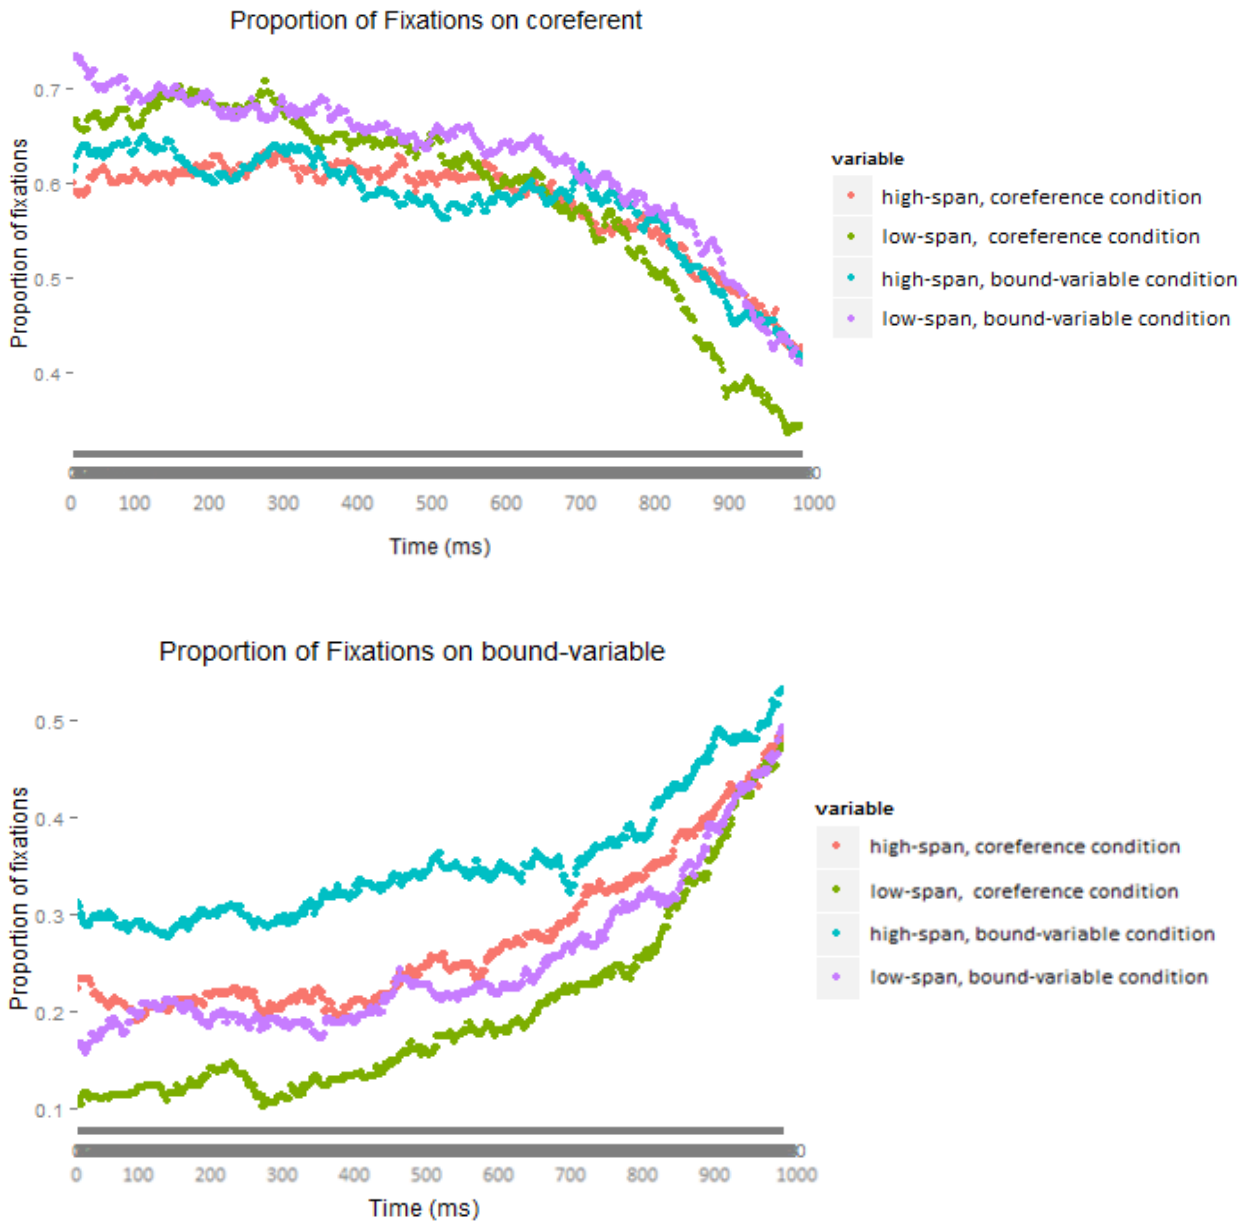 Proportion of Fixations on coreferent
Proportion of fixations
0.7
0.6
0.5
0.4
0 100 200 300 400 500 600 700 800 900 1000
Time (ms)
variable
high-span, coreference condition
low-span, coreference condition
high-span, bound-variable condition
low-span, bound-variable condition
Proportion of Fixations on bound-variable
Proportion of fixations
0.5
0.4
0.3
0.2
0.1
0 100 200 300 400 500 600 700 800 900 1000
Time (ms)
variable
high-span, coreference condition
low-span, coreference condition
high-span, bound-variable condition
low-span, bound-variable condition